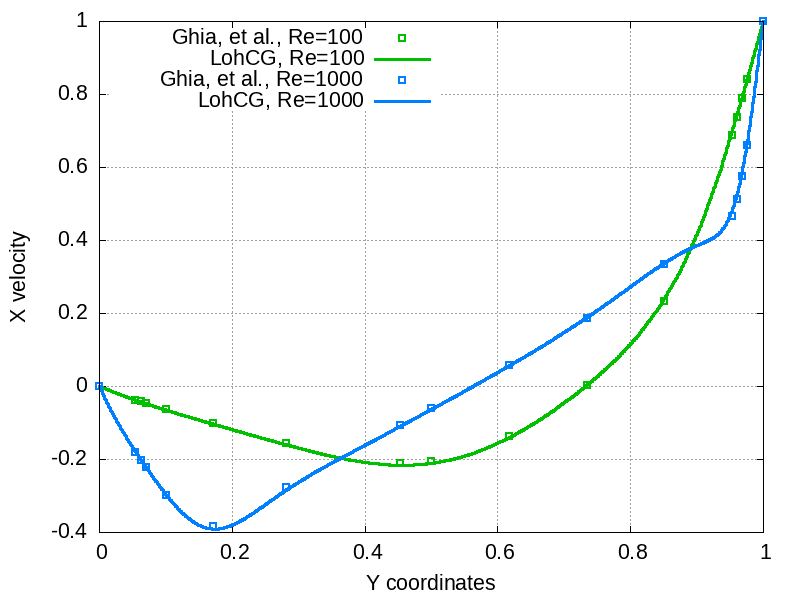 Ghia, et al., Re=100
LohCG, Re=100
Ghia, et al., Re=1000
LohCG, Re=1000
1
0.8
0.6
0.4
0.2
0
-0.2
-0.4
X velocity
0 0.2 0.4 0.6 0.8 1
Y coordinates